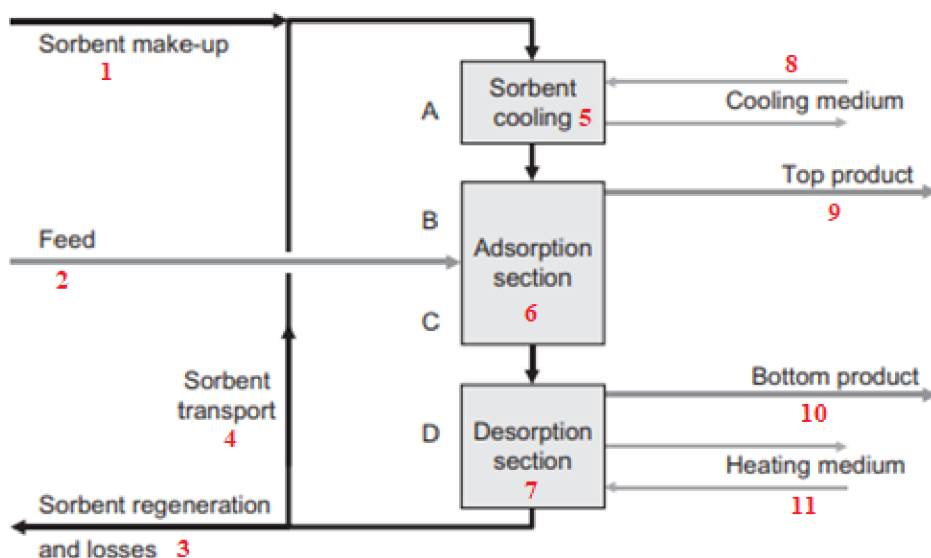 Sorbent make-up
1
8
Sorbent
cooling 5
A
Cooling medium
Top product
9
B
Feed
2
Adsorption
section
6
C
Sorbent
transport
4
Bottom product
10
D
Desorption
section
7
Heating medium
11
Sorbent regeneration
and losses 3